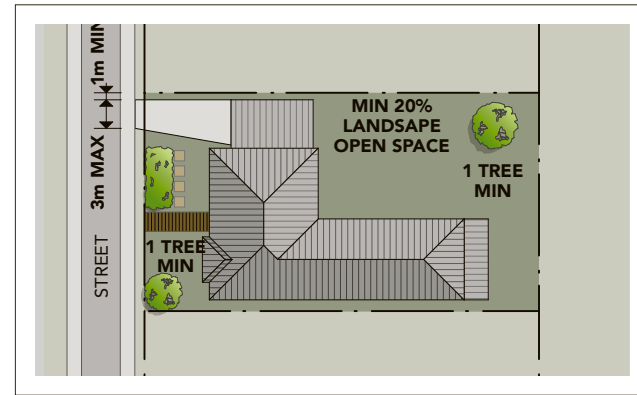 1m MIN
3m MAX
STREET
MIN 20%
LANDSAPE
OPEN SPACE
1 TREE
MIN
1 TREE
MIN